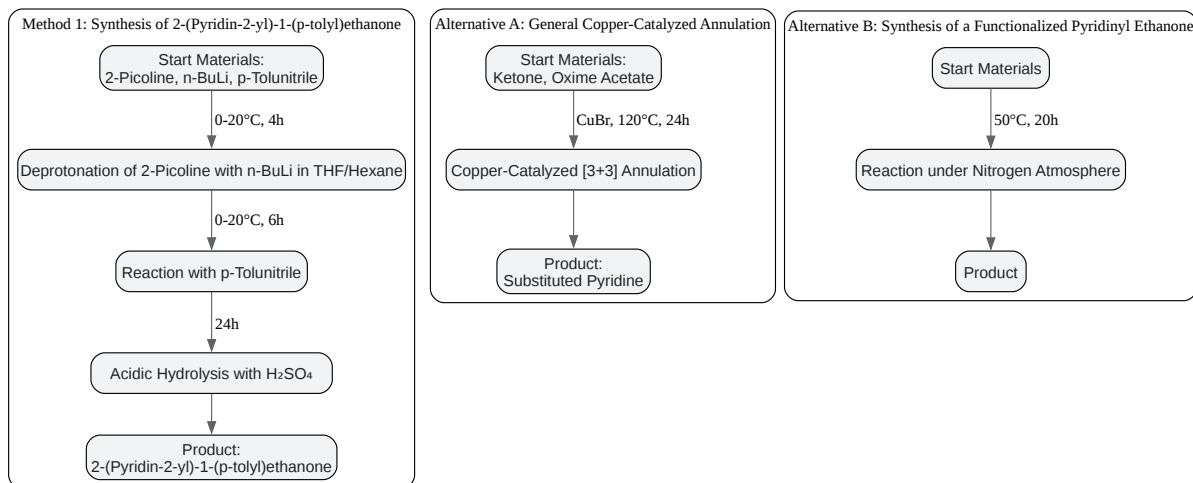 Method 1: Synthesis of 2-(Pyridin-2-yl)-1-(p-tolyl)ethanone
Start Materials:
2-Picoline, n-BuLi, p-Tolunitrile
0-20°C, 4h
Deprotonation of 2-Picoline with n-BuLi in THF/Hexane
0-20°C, 6h
Reaction with p-Tolunitrile
24h
Acidic Hydrolysis with H₂SO₄
Product:
2-(Pyridin-2-yl)-1-(p-tolyl)ethanone
Alternative A: General Copper-Catalyzed Annulation
Start Materials:
Ketone, Oxime Acetate
CuBr, 120°C, 24h
Copper-Catalyzed [3+3] Annulation
Product:
Substituted Pyridine
Alternative B: Synthesis of a Functionalized Pyridinyl Ethanone
Start Materials
50°C, 20h
Reaction under Nitrogen Atmosphere
Product